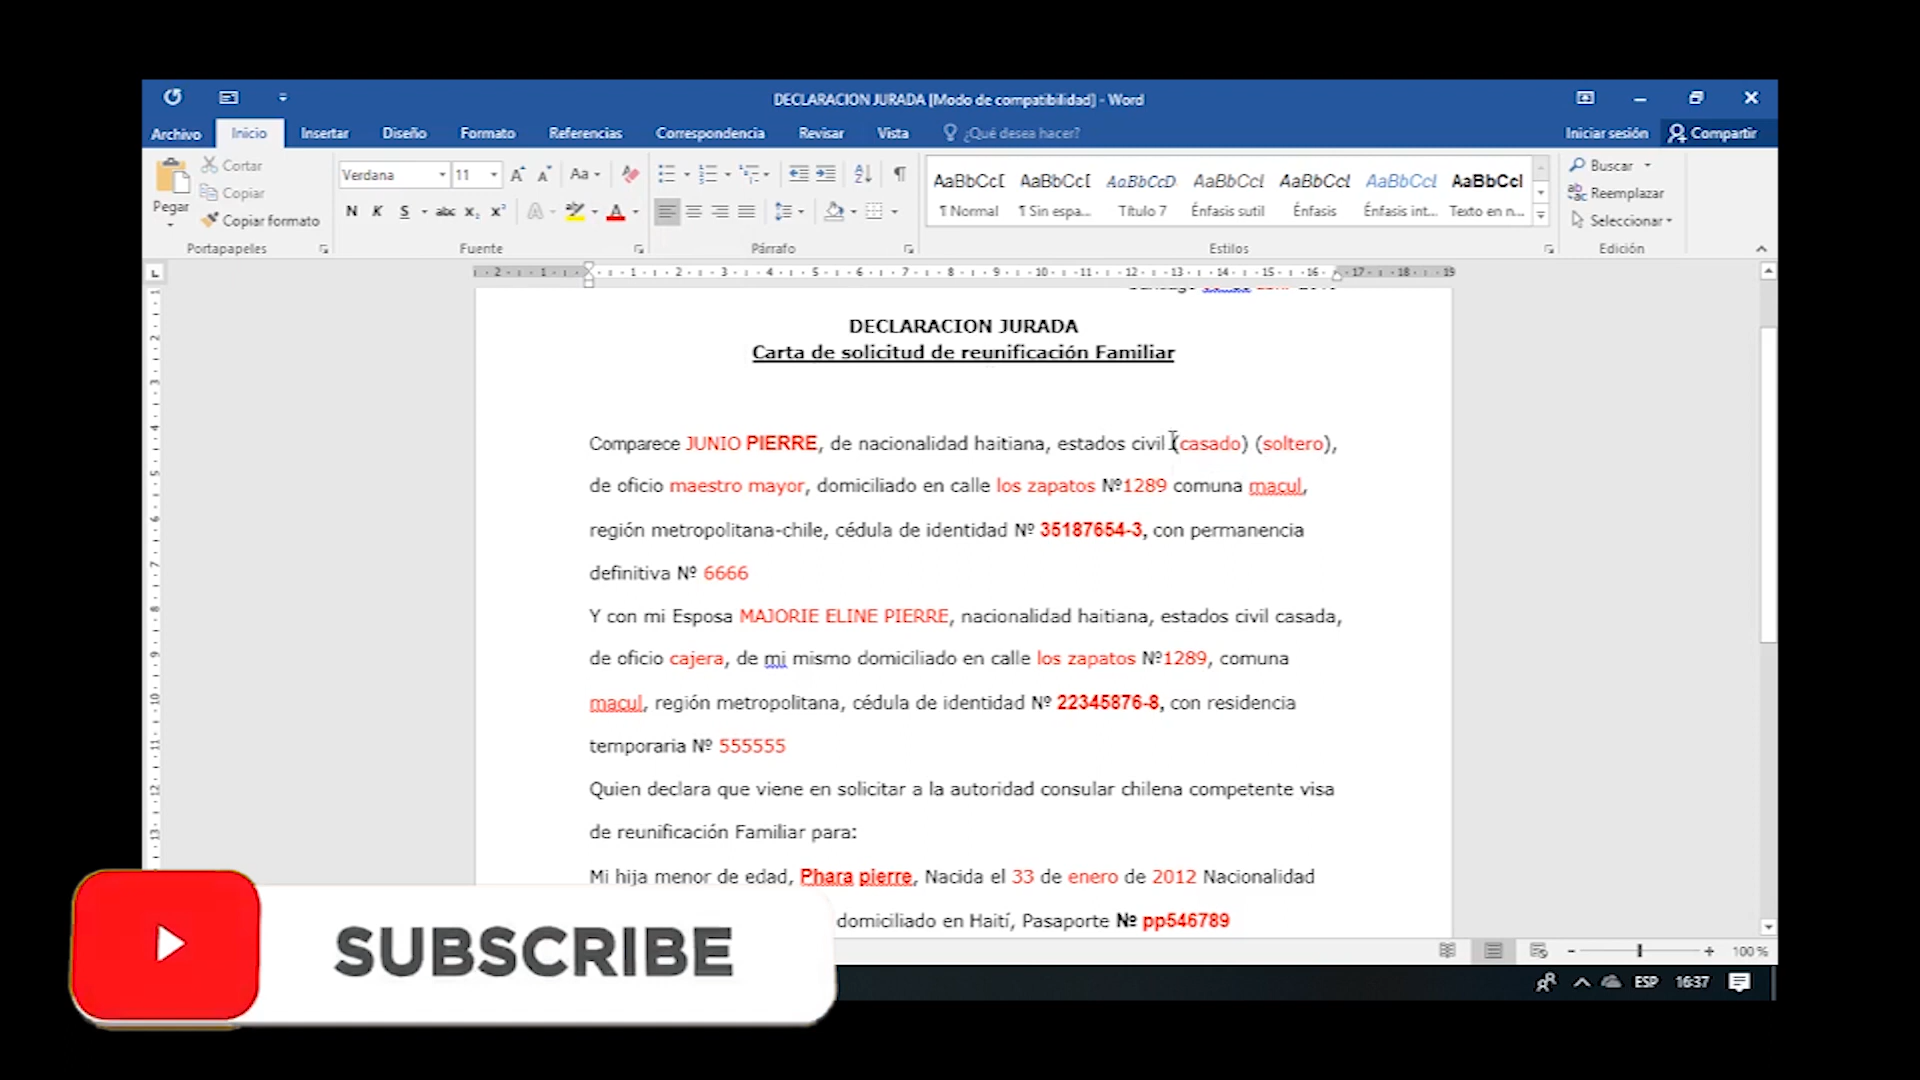 DECLARACION JURADA [Modo de compatibilidad] - Word
Archivo Inicio Insertar Diseño Formato Referencias Correspondencia Revisar Vista ¿Qué desea hacer? Iniciar sesión Compartir
Pegar
Cortar
Copiar
Copiar formato
Portapapeles
Verdana 11
Fuente
Párrafo
AaBbCcI AaBbCcI AaBbCcD AaBbCcl AaBbCcl AaBbCcl AaBbCcl
¶ Normal ¶ Sin espa... Título 7 Énfasis sutil Énfasis Énfasis int... Texto en n...
Estilos
Buscar
Reemplazar
Seleccionar
Edición
DECLARACION JURADA
Carta de solicitud de reunificación Familiar
Comparece JUNIO PIERRE, de nacionalidad haitiana, estados civil (casado) (soltero),
de oficio maestro mayor, domiciliado en calle los zapatos Nº1289 comuna macul,
región metropolitana-chile, cédula de identidad Nº 35187654-3, con permanencia
definitiva Nº 6666
Y con mi Esposa MAJORIE ELINE PIERRE, nacionalidad haitiana, estados civil casada,
de oficio cajera, de mi mismo domiciliado en calle los zapatos Nº1289, comuna
macul, región metropolitana, cédula de identidad Nº 22345876-8, con residencia
temporaria Nº 555555
Quien declara que viene en solicitar a la autoridad consular chilena competente visa
de reunificación Familiar para:
Mi hija menor de edad, Phara pierre, Nacida el 33 de enero de 2012 Nacionalidad
domiciliado en Haití, Pasaporte Nº pp546789
SUBSCRIBE
100 %
ESP 16:37